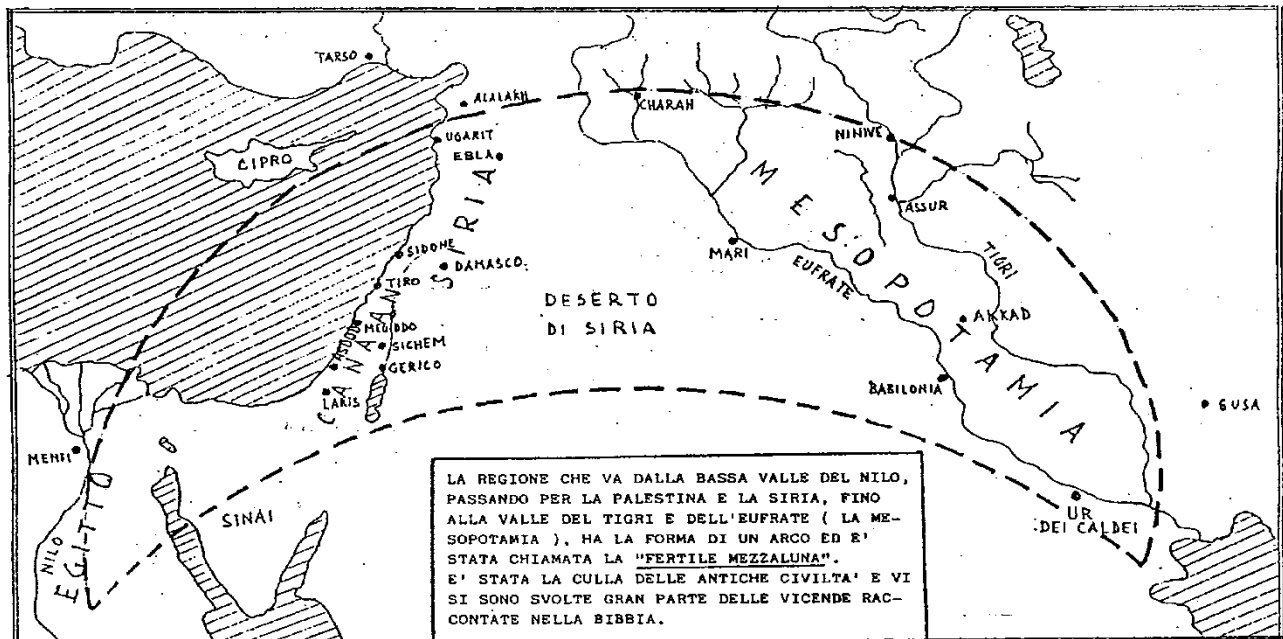 TARSO
ALALAKH
CHARAH
UGARIT
NINIVE
EBLA
CIPRO
MESOPOTAMIA
SIRIA
ASSUR
SIDONE
MARI
TIGRI
DAMASCO
EUFRATE
TIRO
DESERTO
DI SIRIA
CANAAN
AKKAD
MEGIDDO
ASDOD
SICHEM
GERICO
BABILONIA
LAKIS
GUSA
MENFI
EGITTO
NILO
SINAI
UR
DEI CALDEI
LA REGIONE CHE VA DALLA BASSA VALLE DEL NILO,
PASSANDO PER LA PALESTINA E LA SIRIA, FINO
ALLA VALLE DEL TIGRI E DELL'EUFRATE ( LA ME-
SOPOTAMIA ), HA LA FORMA DI UN ARCO ED E'
STATA CHIAMATA LA "FERTILE MEZZALUNA".
E' STATA LA CULLA DELLE ANTICHE CIVILTA' E VI
SI SONO SVOLTE GRAN PARTE DELLE VICENDE RAC-
CONTATE NELLA BIBBIA.